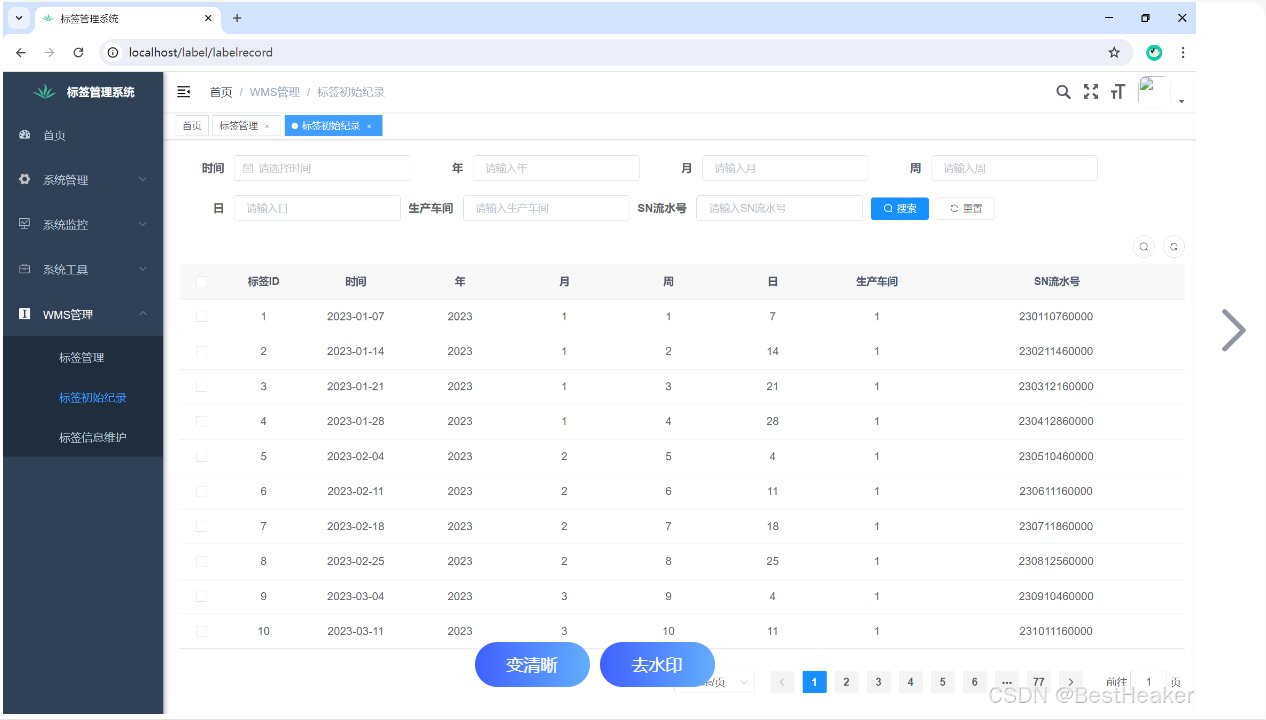 标签管理系统
localhost/label/labelrecord
标签管理系统
首页 / WMS管理 / 标签初始纪录
首页
系统管理
系统监控
系统工具
WMS管理
标签管理
标签初始纪录
标签信息维护
首页 标签管理 × 标签初始纪录 ×
时间 请选择时间 年 请输入年 月 请输入月 周 请输入周
日 请输入日 生产车间 请输入生产车间 SN流水号 请输入SN流水号 搜索 重置
标签ID 时间 年 月 周 日 生产车间 SN流水号
1 2023-01-07 2023 1 1 7 1 230110760000
2 2023-01-14 2023 1 2 14 1 230211460000
3 2023-01-21 2023 1 3 21 1 230312160000
4 2023-01-28 2023 1 4 28 1 230412860000
5 2023-02-04 2023 2 5 4 1 230510460000
6 2023-02-11 2023 2 6 11 1 230611160000
7 2023-02-18 2023 2 7 18 1 230711860000
8 2023-02-25 2023 2 8 25 1 230812560000
9 2023-03-04 2023 3 9 4 1 230910460000
10 2023-03-11 2023 3 10 11 1 231011160000
变清晰 去水印
/页 1 2 3 4 5 6 ••• 77 前往 1 页
CSDN @BestHeaker